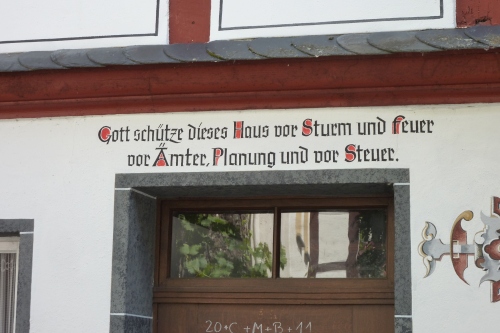 Gott schütze dieses Haus vor Sturm und Feuer
vor Ämter, Planung und vor Steuer.
20+C+M+B+11